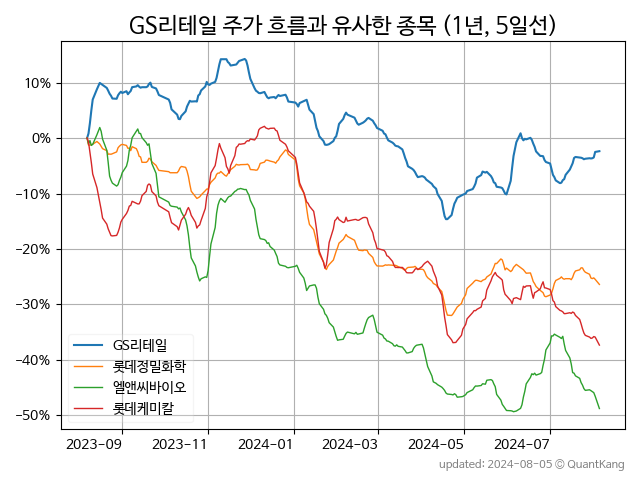 GS리테일 주가 흐름과 유사한 종목 (1년, 5일선)
10%
0%
−10%
−20%
−30%
−40%
−50%
GS리테일
롯데정밀화학
엘앤씨바이오
롯데케미칼
2023-09 2023-11 2024-01 2024-03 2024-05 2024-07
updated: 2024-08-05 © QuantKang